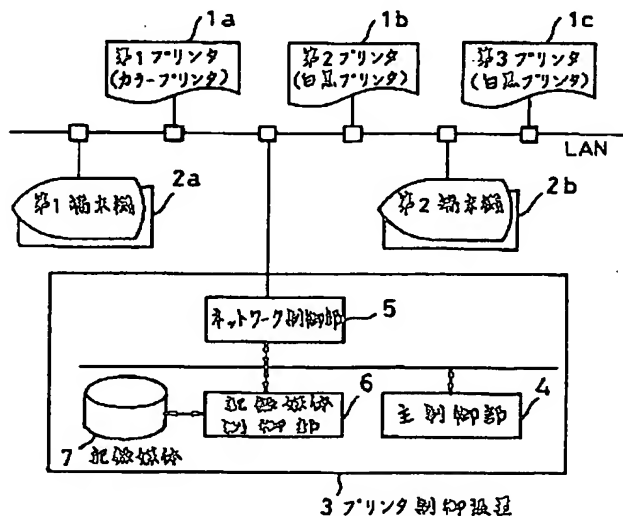 1a
第1プリンタ
(カラープリンタ)
1b
第2プリンタ
(白黒プリンタ)
1c
第3プリンタ
(白黒プリンタ)
LAN
第1端末機
2a
第2端末機
2b
ネットワーク制御部
5
記憶媒体
制御部
6
主制御部
4
7
記憶媒体
3 プリンタ制御装置